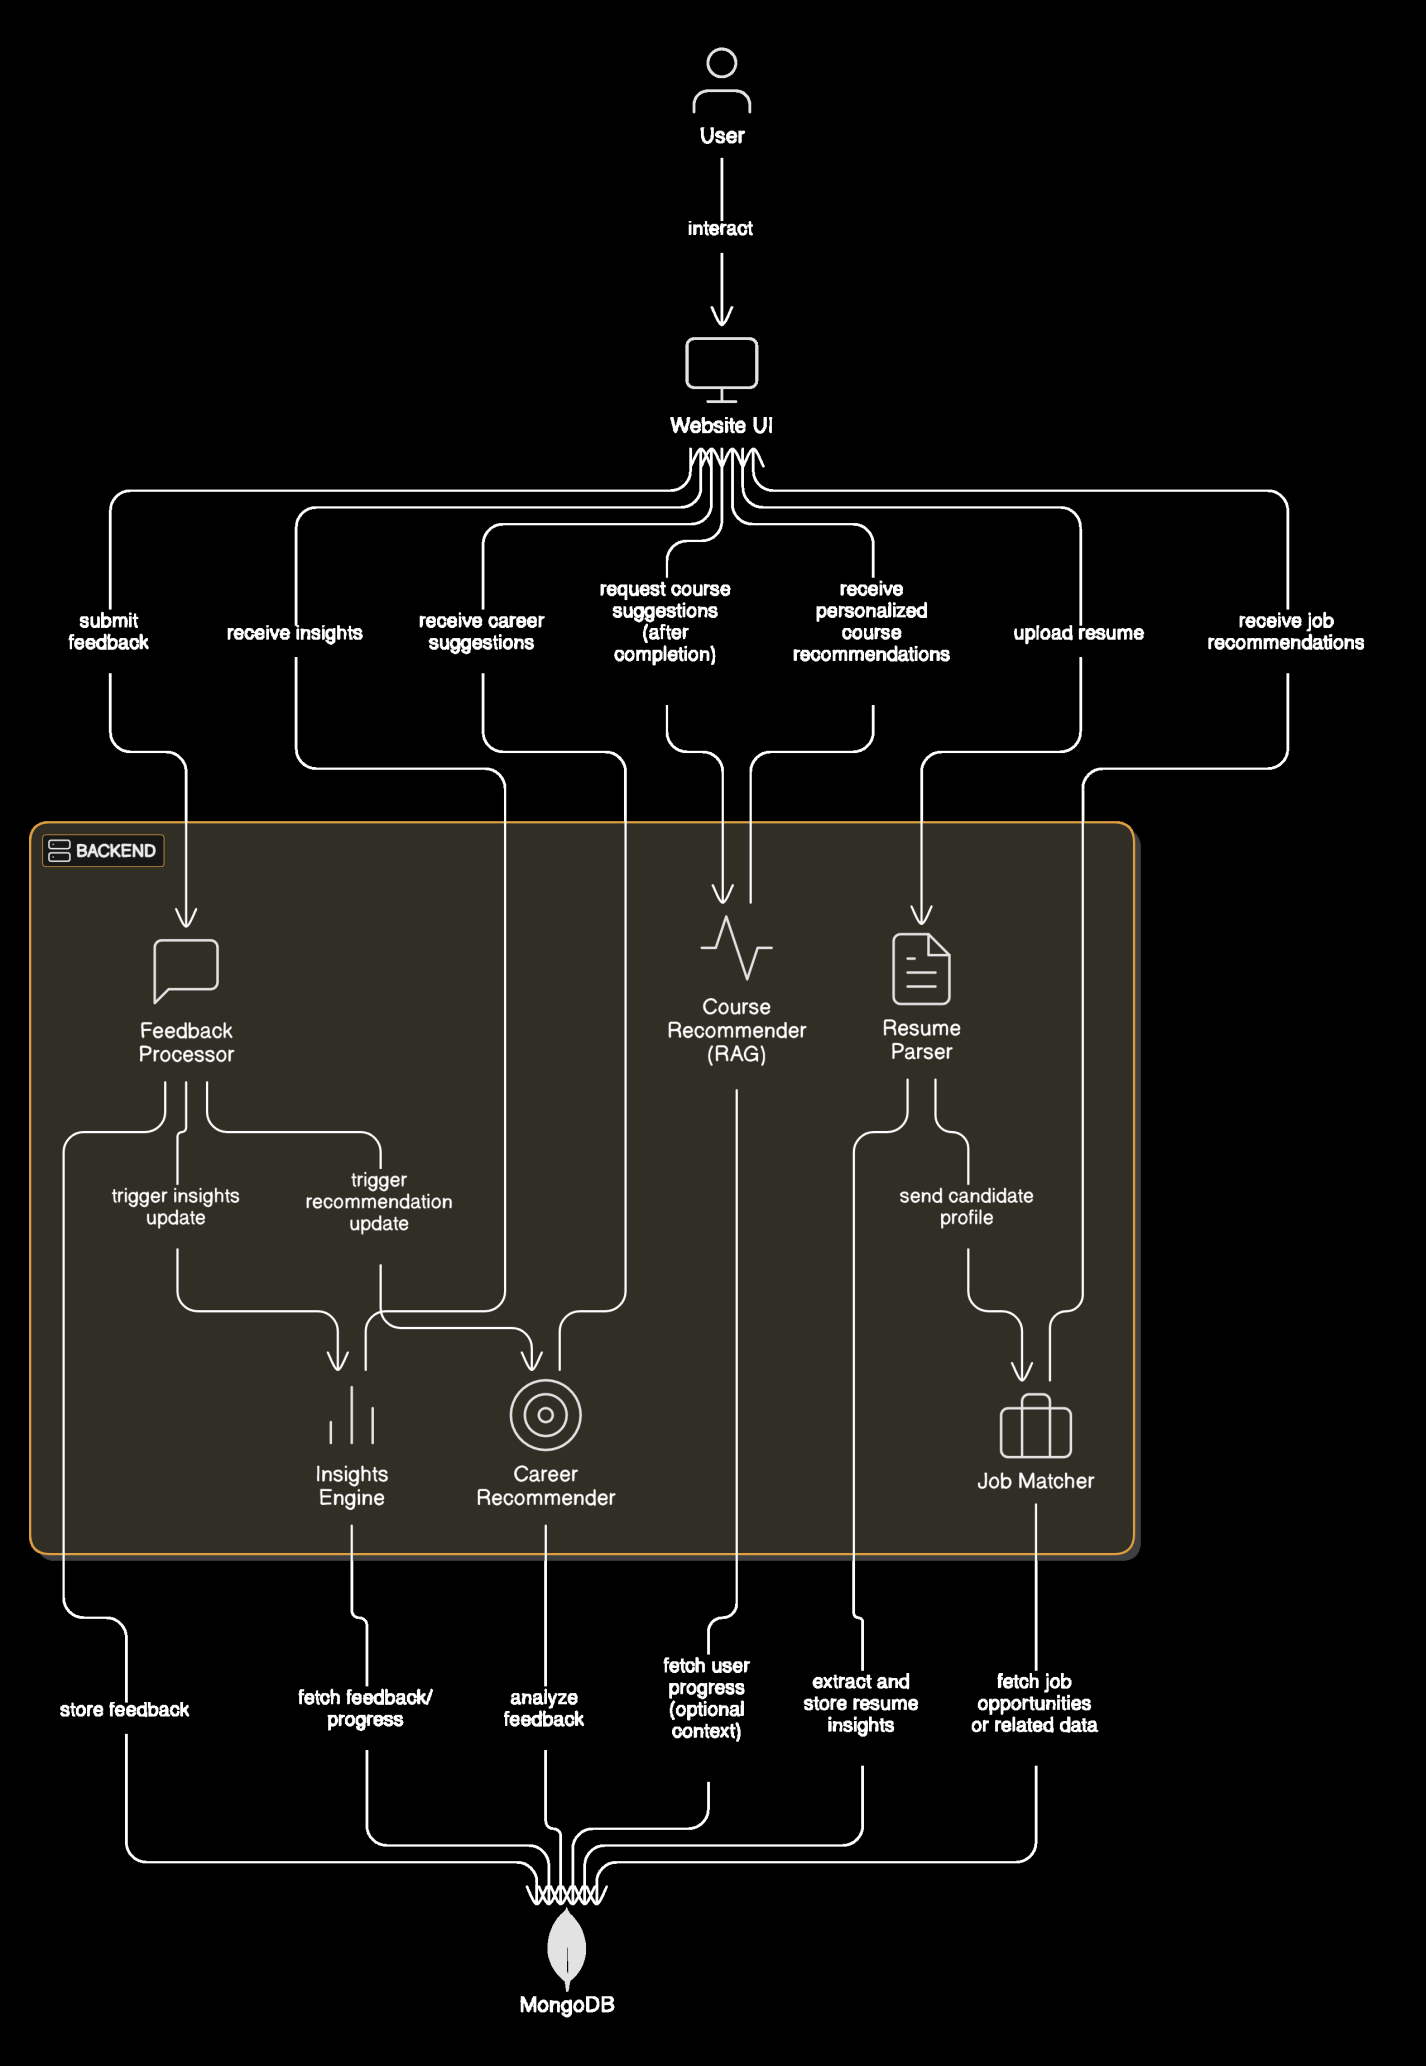 User
interact
Website UI
submit
feedback
receive insights
receive career
suggestions
request course
suggestions
(after
completion)
receive
personalized
course
recommendations
upload resume
receive job
recommendations
BACKEND
Feedback
Processor
Course
Recommender
(RAG)
Resume
Parser
trigger insights
update
trigger
recommendation
update
send candidate
profile
Insights
Engine
Career
Recommender
Job Matcher
store feedback
fetch feedback/
progress
analyze
feedback
fetch user
progress
(optional
context)
extract and
store resume
insights
fetch job
opportunities
or related data
MongoDB